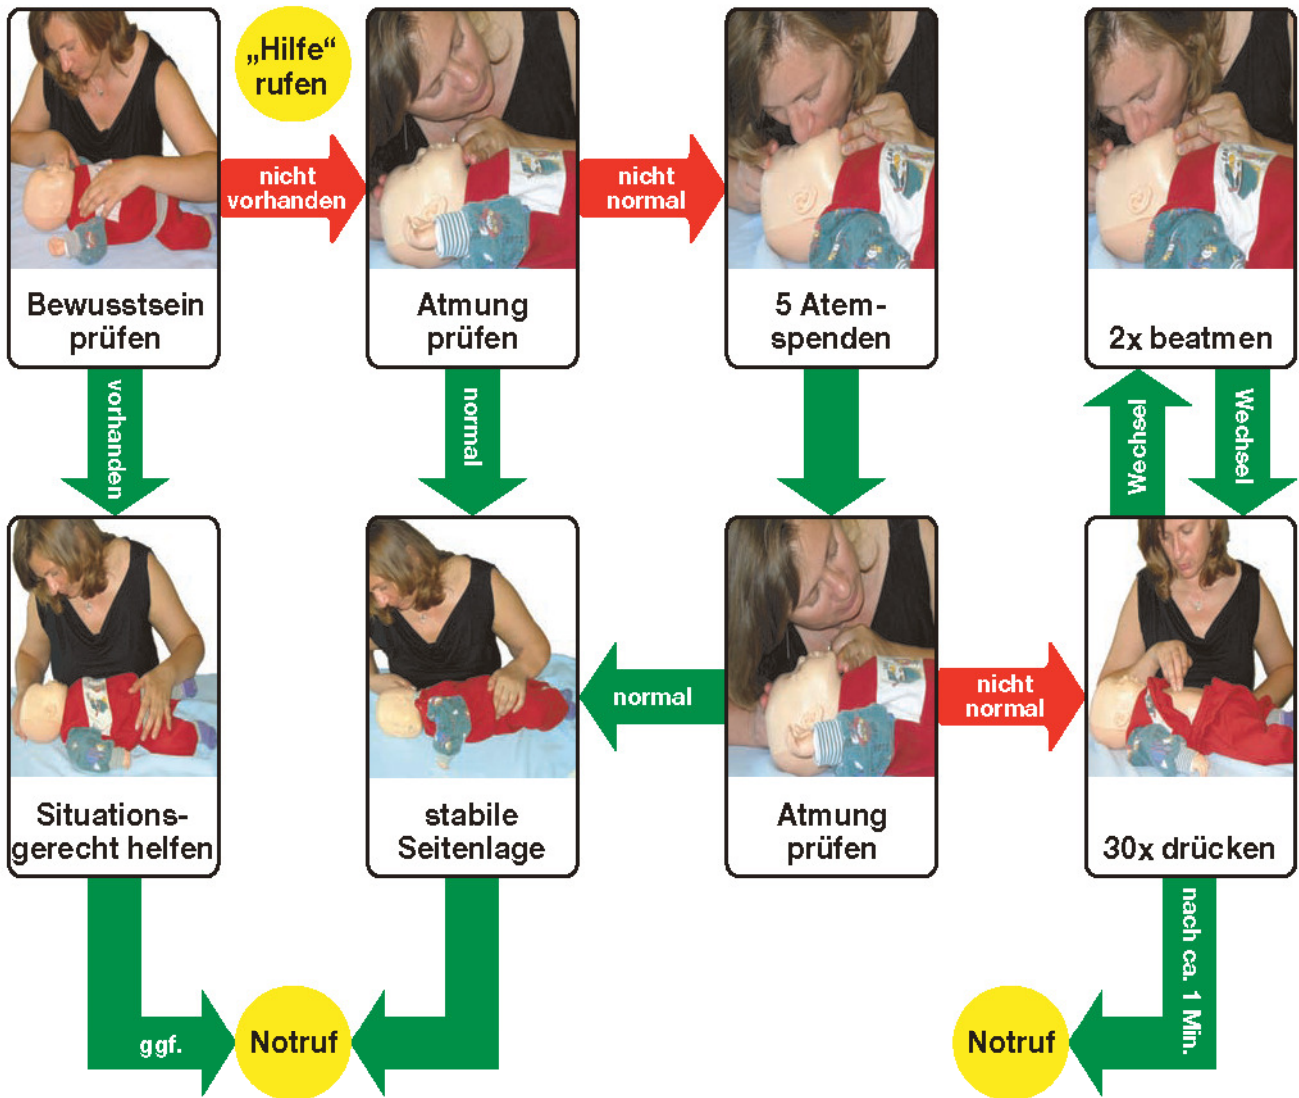 „Hilfe“
rufen
nicht
vorhanden
nicht
normal
Bewusstsein
prüfen
Atmung
prüfen
5 Atem-
spenden
2x beatmen
vorhanden
normal
Wechsel
Wechsel
normal
nicht
normal
Situations-
gerecht helfen
stabile
Seitenlage
Atmung
prüfen
30x drücken
nach ca. 1 Min.
ggf.
Notruf
Notruf